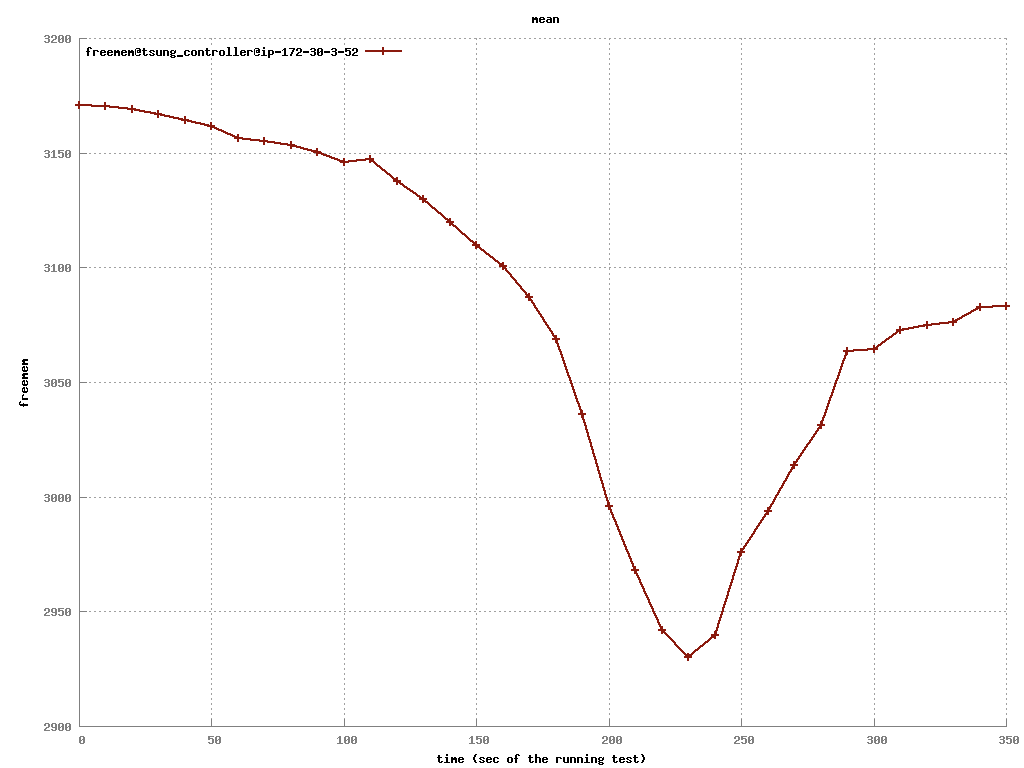 mean
freemem@tsung_controller@ip-172-30-3-52
3200
3150
3100
3050
3000
2950
2900
freemem
0 50 100 150 200 250 300 350
time (sec of the running test)